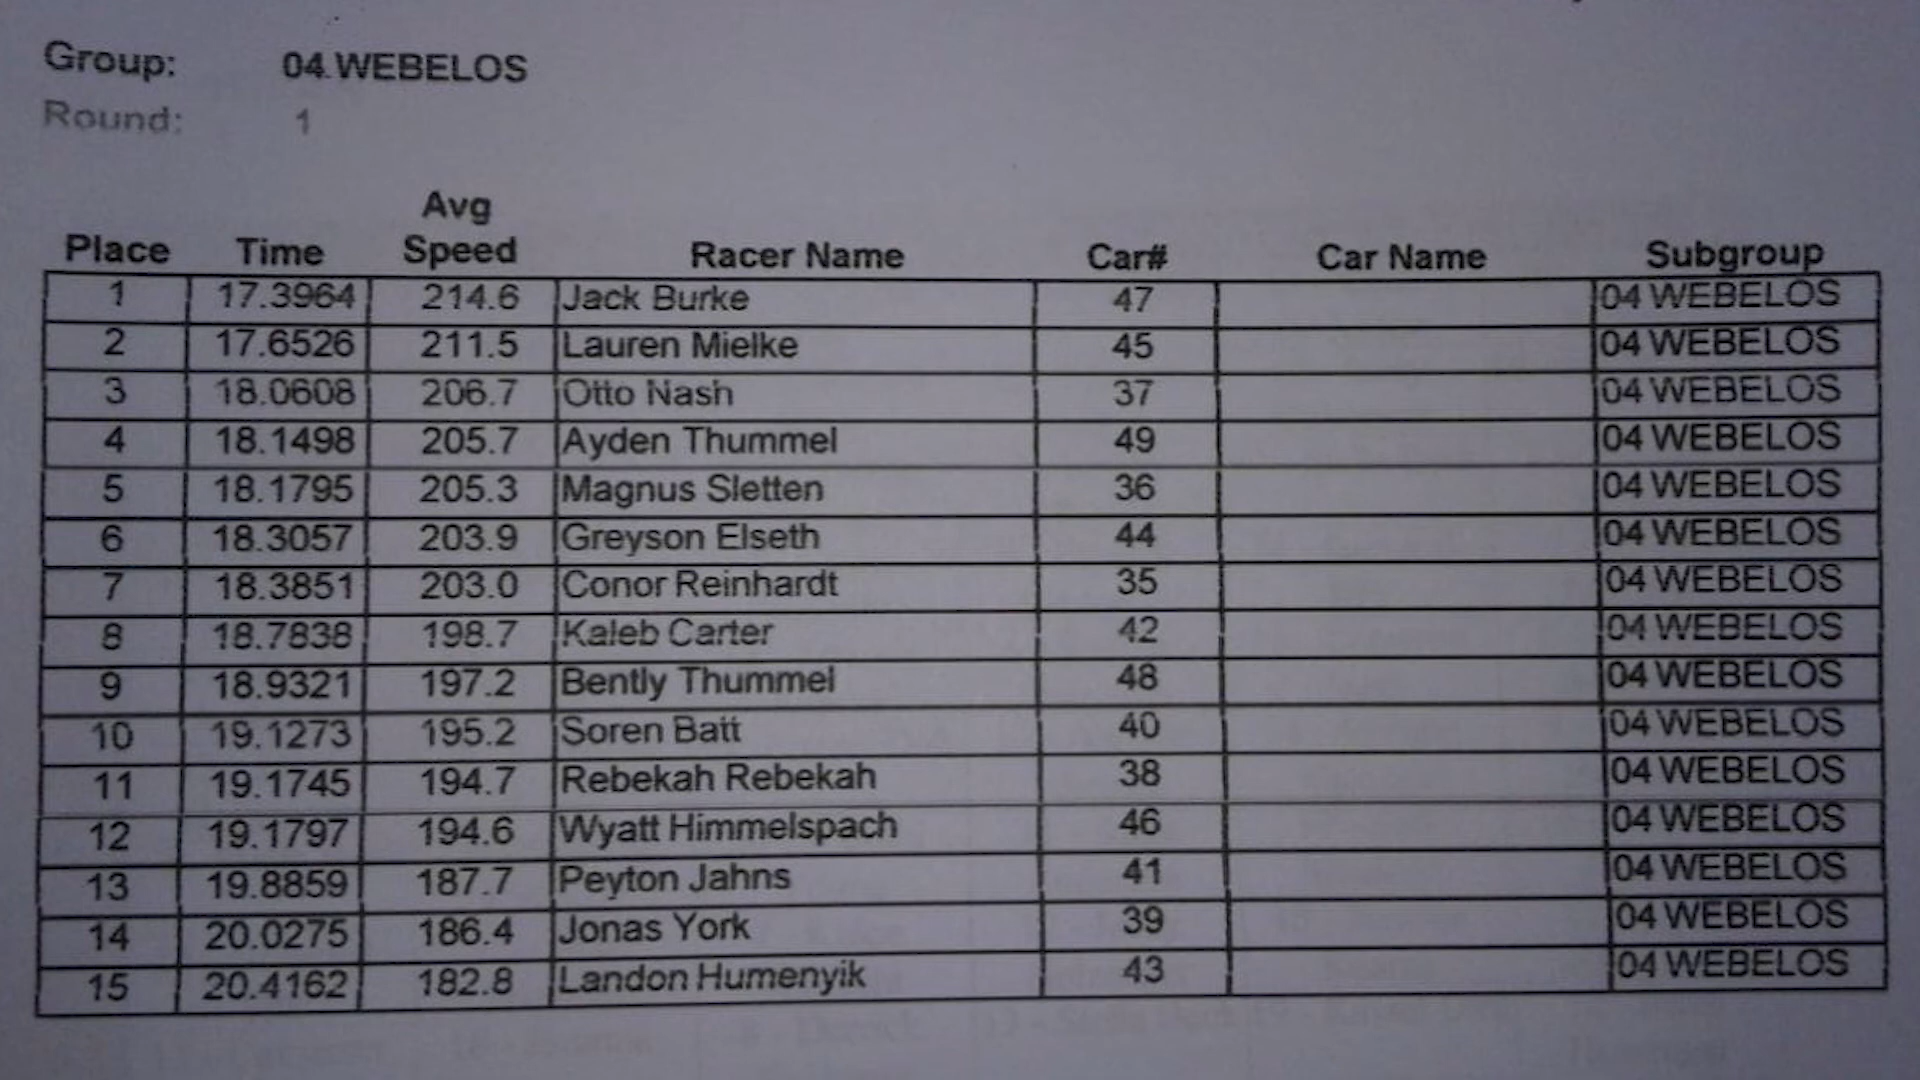 Group: 04 WEBELOS
Round: 1
Avg
Place Time Speed Racer Name Car# Car Name Subgroup
1 17.3964 214.6 Jack Burke 47 04 WEBELOS
2 17.6526 211.5 Lauren Mielke 45 04 WEBELOS
3 18.0608 206.7 Otto Nash 37 04 WEBELOS
4 18.1498 205.7 Ayden Thummel 49 04 WEBELOS
5 18.1795 205.3 Magnus Sletten 36 04 WEBELOS
6 18.3057 203.9 Greyson Elseth 44 04 WEBELOS
7 18.3851 203.0 Conor Reinhardt 35 04 WEBELOS
8 18.7838 198.7 Kaleb Carter 42 04 WEBELOS
9 18.9321 197.2 Bently Thummel 48 04 WEBELOS
10 19.1273 195.2 Soren Batt 40 04 WEBELOS
11 19.1745 194.7 Rebekah Rebekah 38 04 WEBELOS
12 19.1797 194.6 Wyatt Himmelspach 46 04 WEBELOS
13 19.8859 187.7 Peyton Jahns 41 04 WEBELOS
14 20.0275 186.4 Jonas York 39 04 WEBELOS
15 20.4162 182.8 Landon Humenyik 43 04 WEBELOS